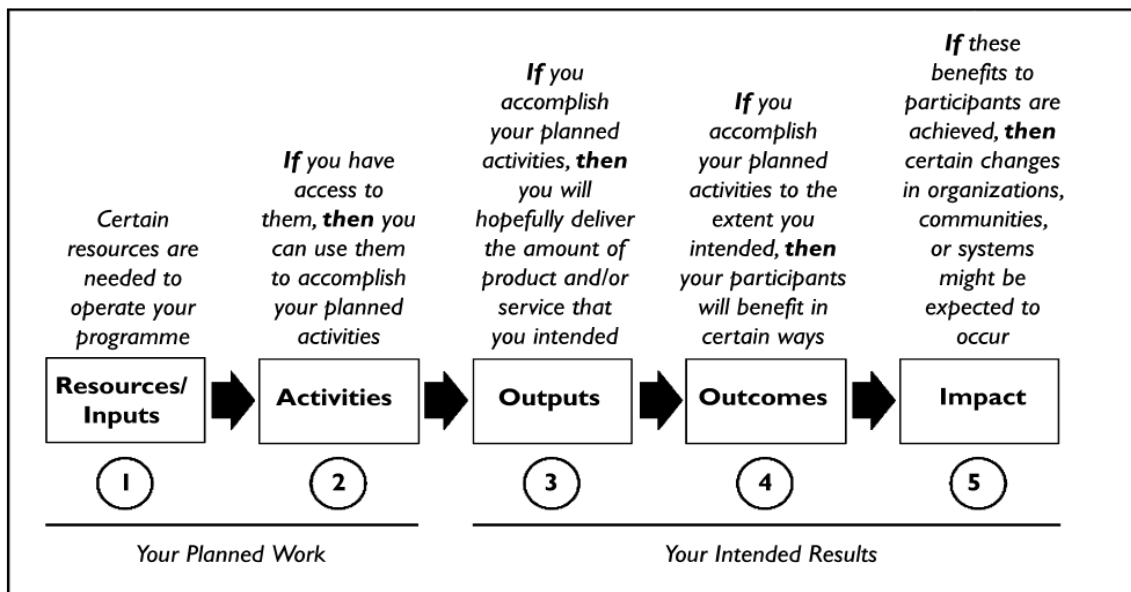 Certain
resources are
needed to
operate your
programme
If you have
access to
them, then you
can use them
to accomplish
your planned
activities
If you
accomplish
your planned
activities, then
you will
hopefully deliver
the amount of
product and/or
service that
you intended
If you
accomplish
your planned
activities to the
extent you
intended, then
your participants
will benefit in
certain ways
If these
benefits to
participants are
achieved, then
certain changes
in organizations,
communities,
or systems
might be
expected to
occur
Resources/
Inputs
Activities
Outputs
Outcomes
Impact
1
2
3
4
5
Your Planned Work
Your Intended Results